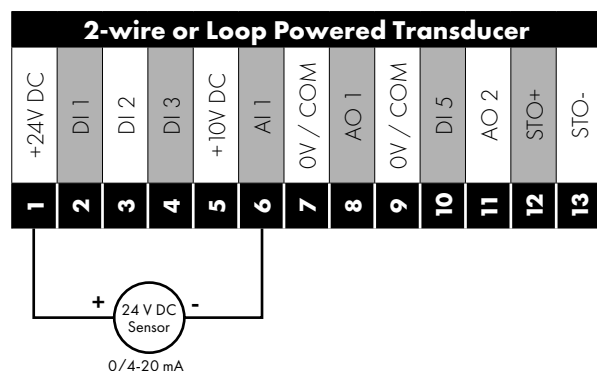 2-wire or Loop Powered Transducer
+24V DC
DI 1
DI 2
DI 3
+10V DC
AI 1
0V / COM
AO 1
0V / COM
DI 5
AO 2
STO+
STO-
1
2
3
4
5
6
7
8
9
10
11
12
13
+
-
24 V DC
Sensor
0/4-20 mA